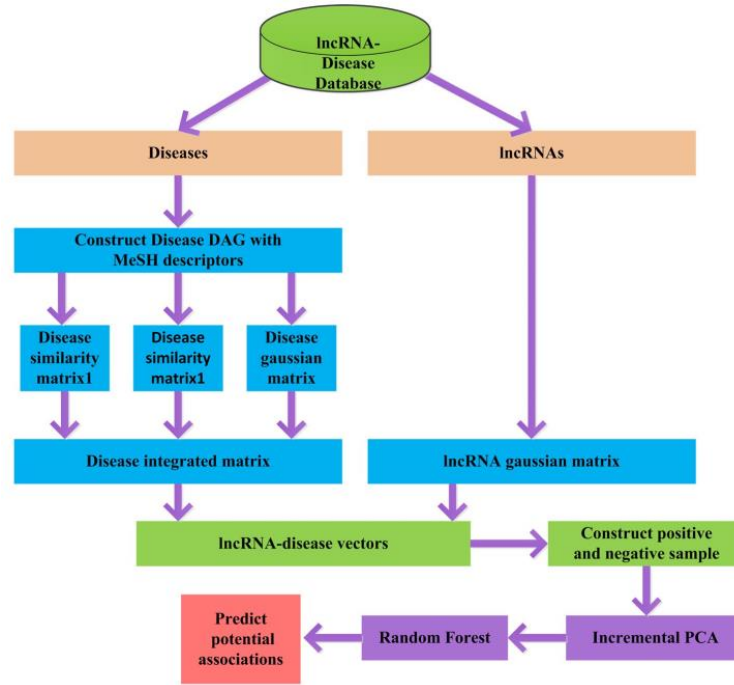 lncRNA-
Disease
Database
Diseases
lncRNAs
Construct Disease DAG with
MeSH descriptors
Disease
similarity
matrix1
Disease
similarity
matrix1
Disease
gaussian
matrix
Disease integrated matrix
lncRNA gaussian matrix
lncRNA-disease vectors
Construct positive
and negative sample
Predict
potential
associations
Random Forest
Incremental PCA